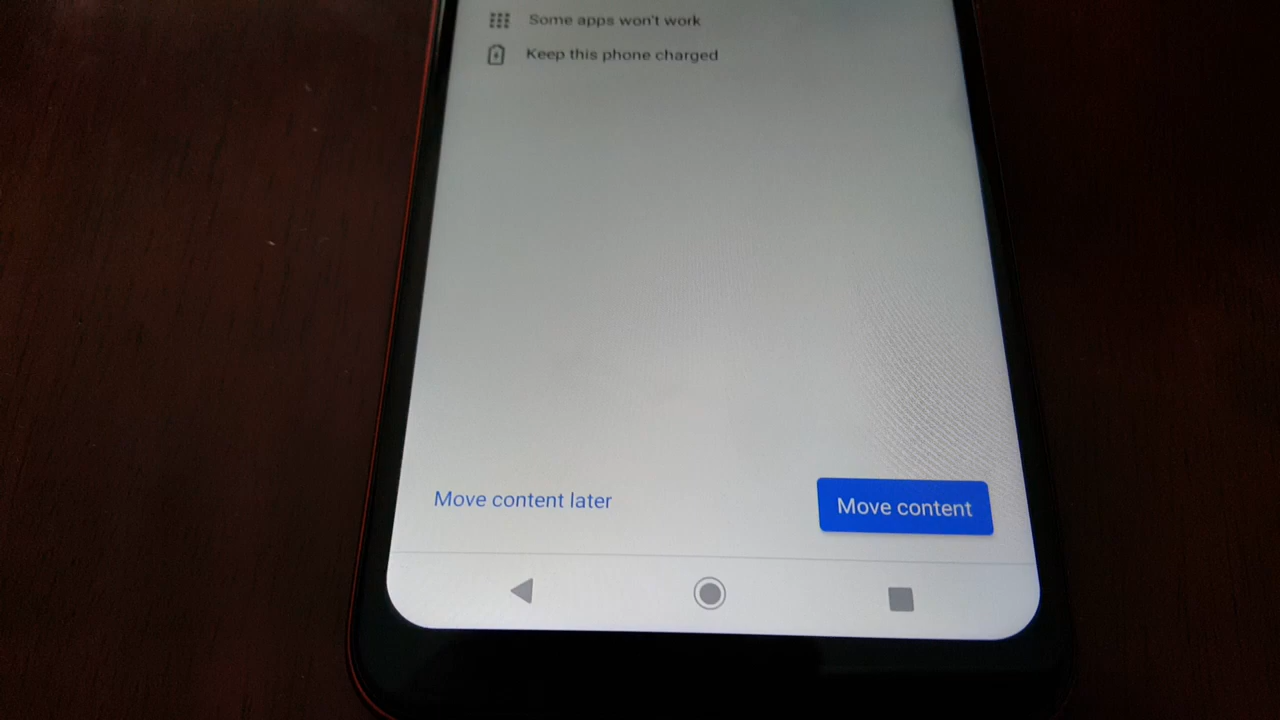 Some apps won't work
Keep this phone charged
Move content later
Move content